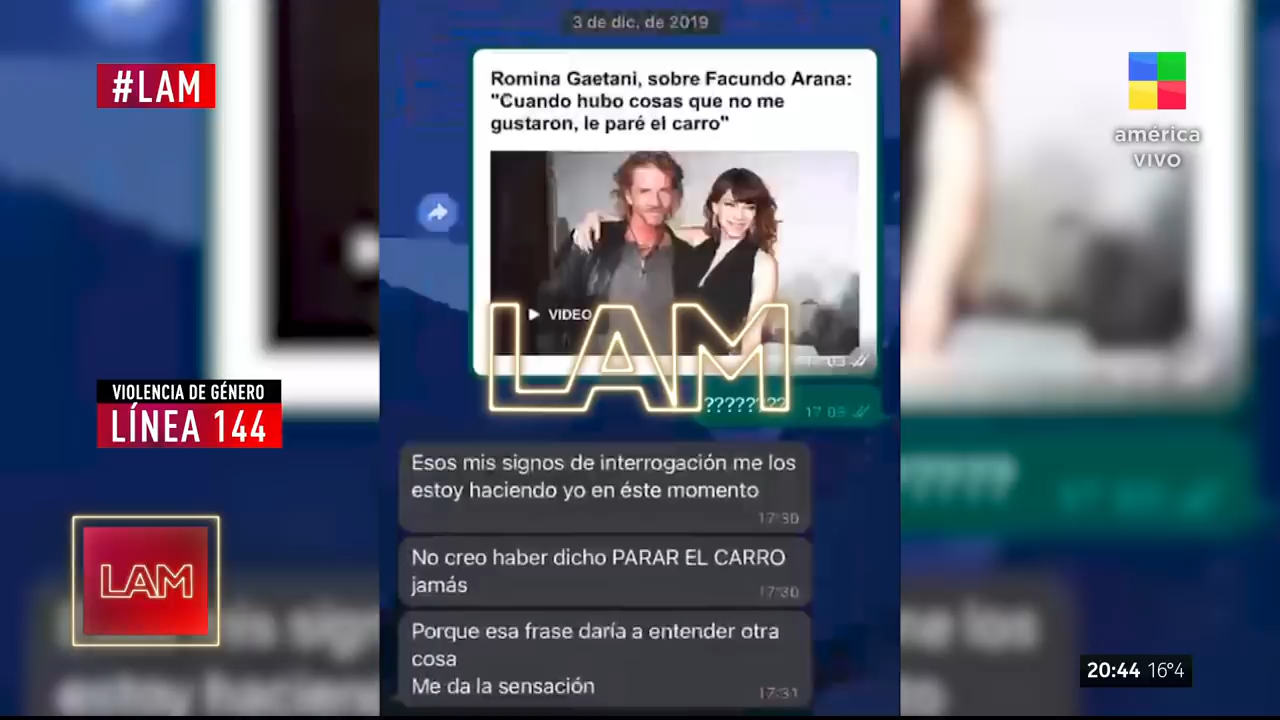 3 de dic. de 2019
#LAM
Romina Gaetani, sobre Facundo Arana:
"Cuando hubo cosas que no me
gustaron, le paré el carro"
américa
VIVO
VIDEO
LAM
????????
17:03
VIOLENCIA DE GÉNERO
LÍNEA 144
Esos mis signos de interrogación me los
estoy haciendo yo en éste momento
17:30
No creo haber dicho PARAR EL CARRO
jamás
17:30
Porque esa frase daría a entender otra
cosa
Me da la sensación
17:31
LAM
20:44 16°4